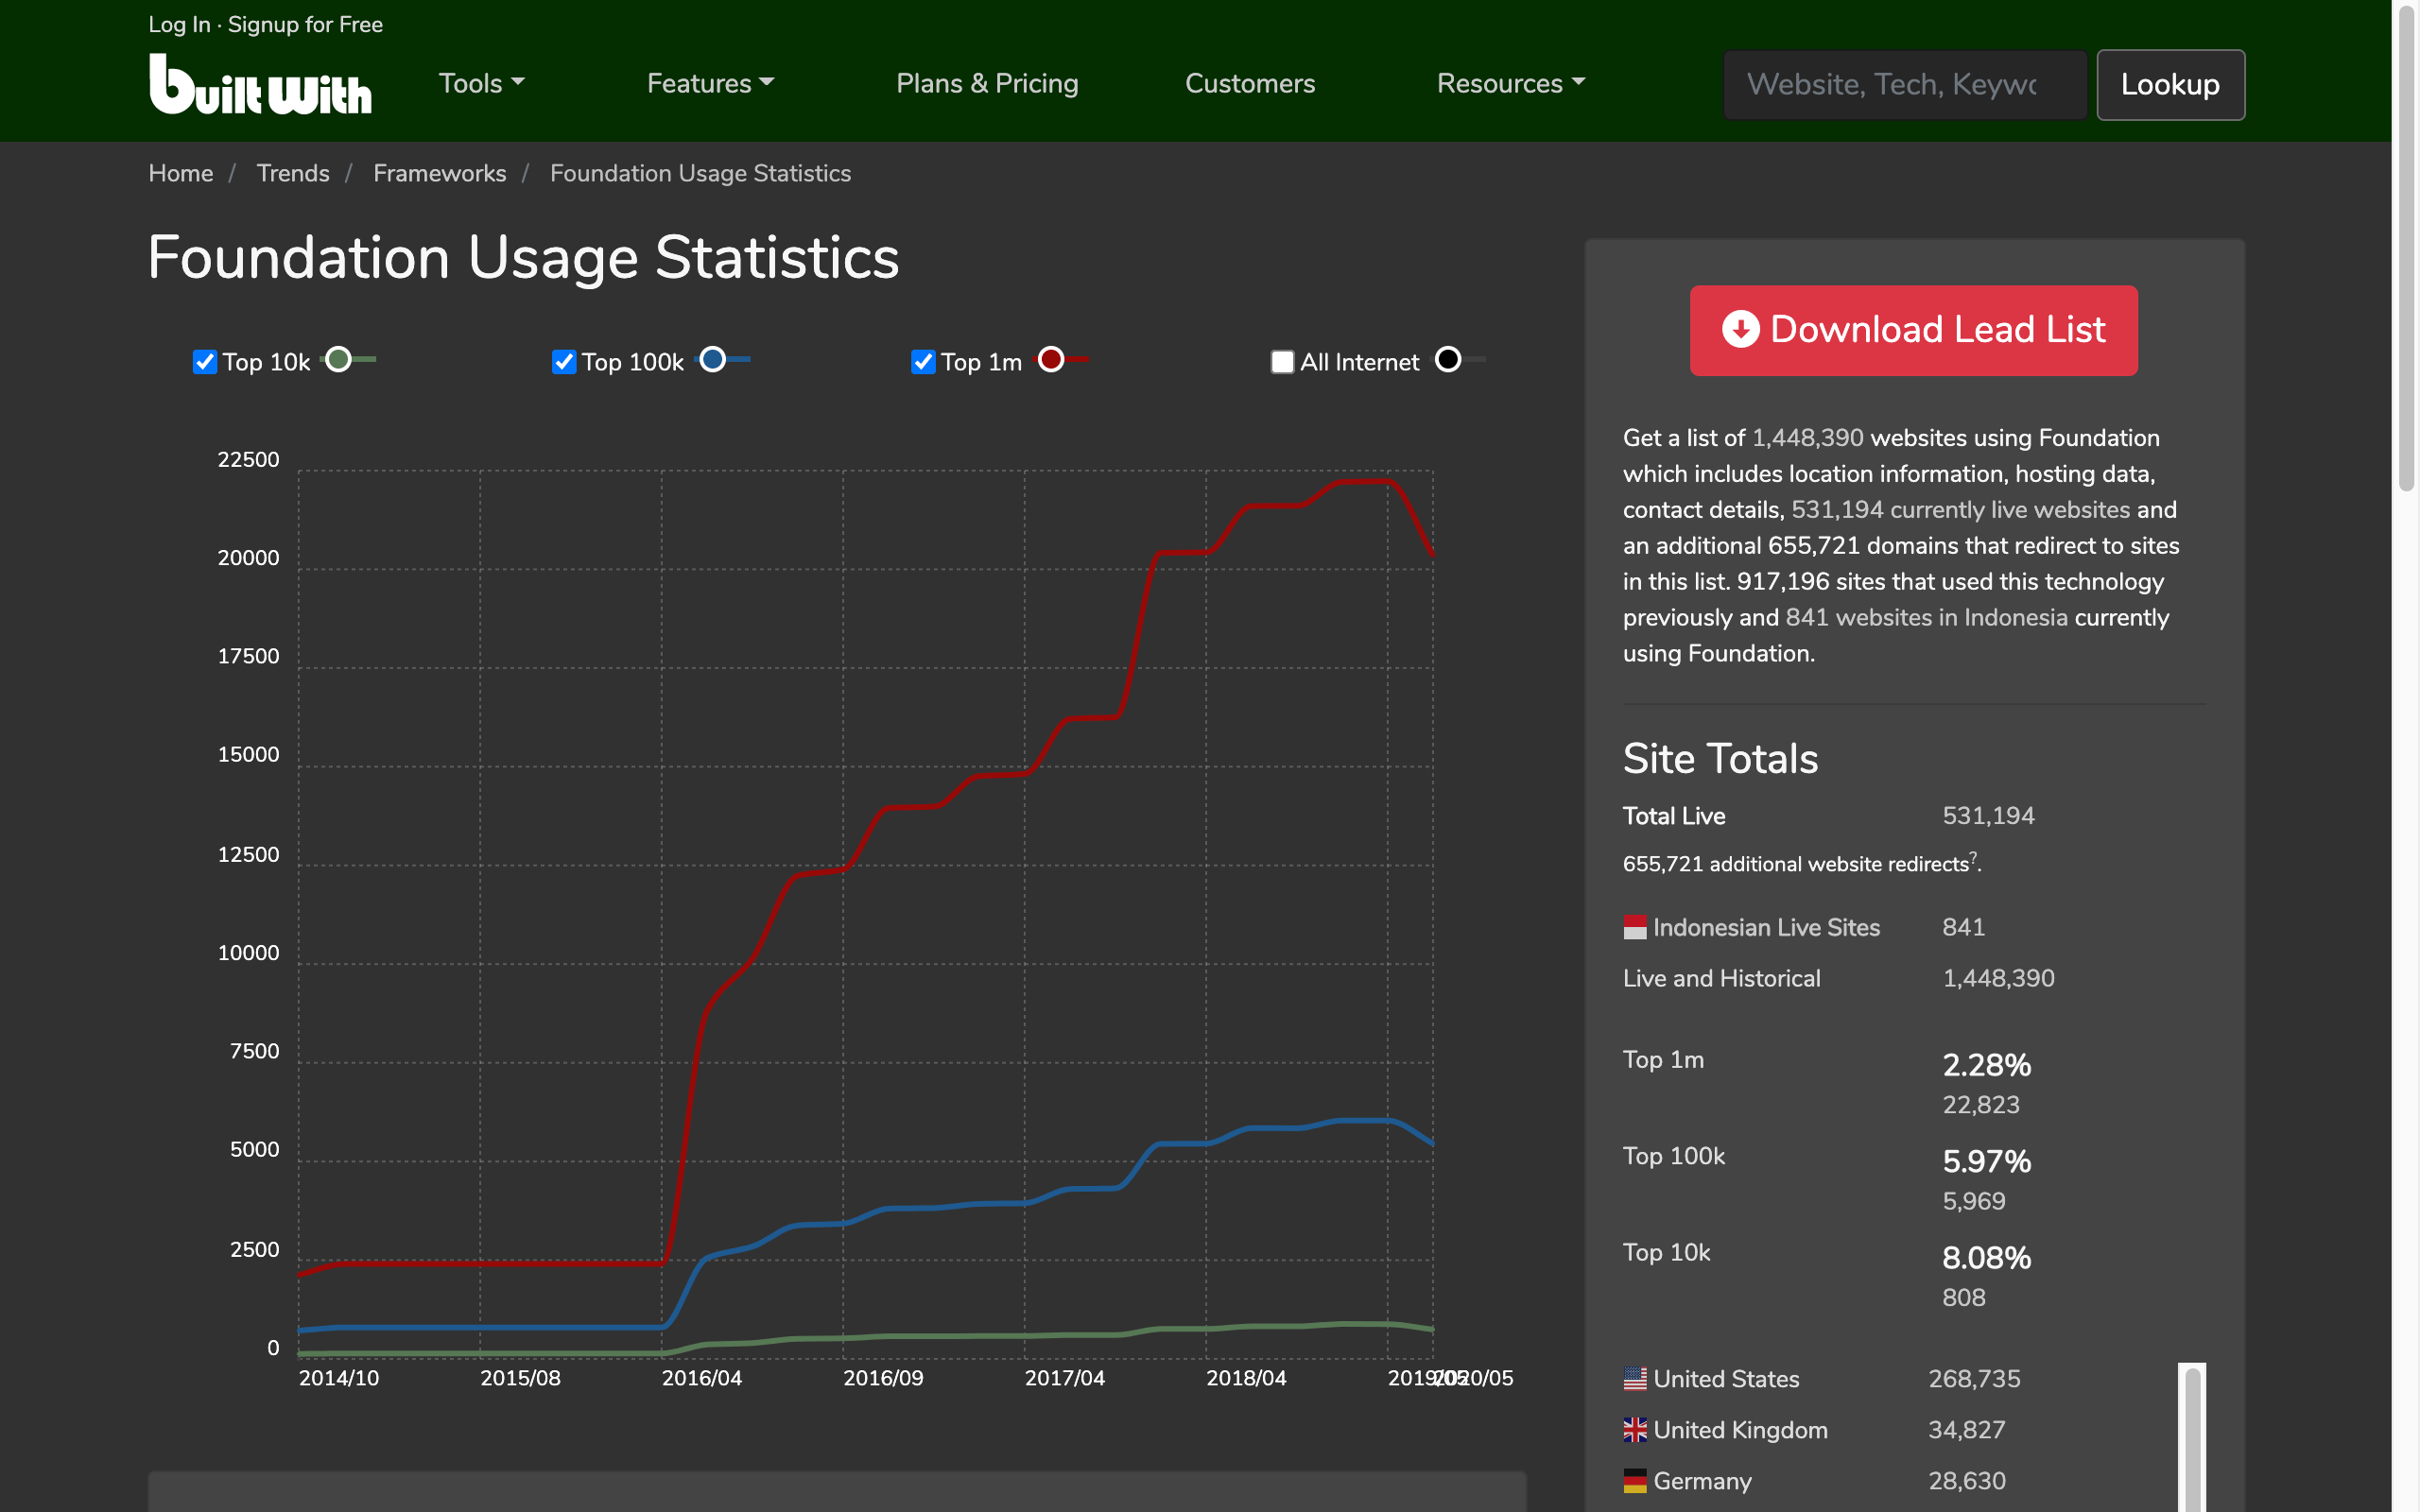 Log In · Signup for Free
builtWith
Tools
Features
Plans & Pricing
Customers
Resources
Website, Tech, Keywo
Lookup
Home / Trends / Frameworks / Foundation Usage Statistics
Foundation Usage Statistics
Top 10k
Top 100k
Top 1m
All Internet
22500
20000
17500
15000
12500
10000
7500
5000
2500
0
2014/10
2015/08
2016/04
2016/09
2017/04
2018/04
2019/05
2020/05
Download Lead List
Get a list of 1,448,390 websites using Foundation
which includes location information, hosting data,
contact details, 531,194 currently live websites and
an additional 655,721 domains that redirect to sites
in this list. 917,196 sites that used this technology
previously and 841 websites in Indonesia currently
using Foundation.
Site Totals
Total Live 531,194
655,721 additional website redirects?.
Indonesian Live Sites 841
Live and Historical 1,448,390
Top 1m 2.28%
22,823
Top 100k 5.97%
5,969
Top 10k 8.08%
808
United States 268,735
United Kingdom 34,827
Germany 28,630